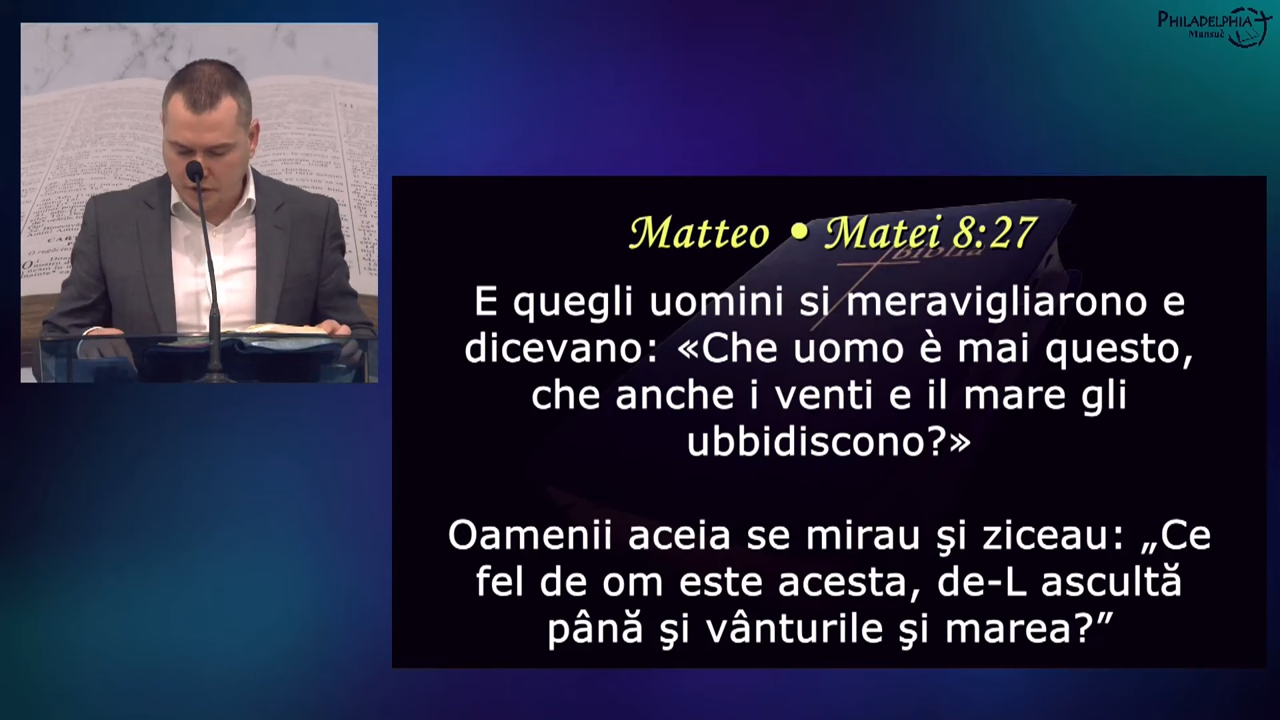 PHILADELPHIA
Mansuè
Matteo • Matei 8:27
Biblia
E quegli uomini si meravigliarono e
dicevano: «Che uomo è mai questo,
che anche i venti e il mare gli
ubbidiscono?»
Oamenii aceia se mirau şi ziceau: „Ce
fel de om este acesta, de-L ascultă
până şi vânturile şi marea?”